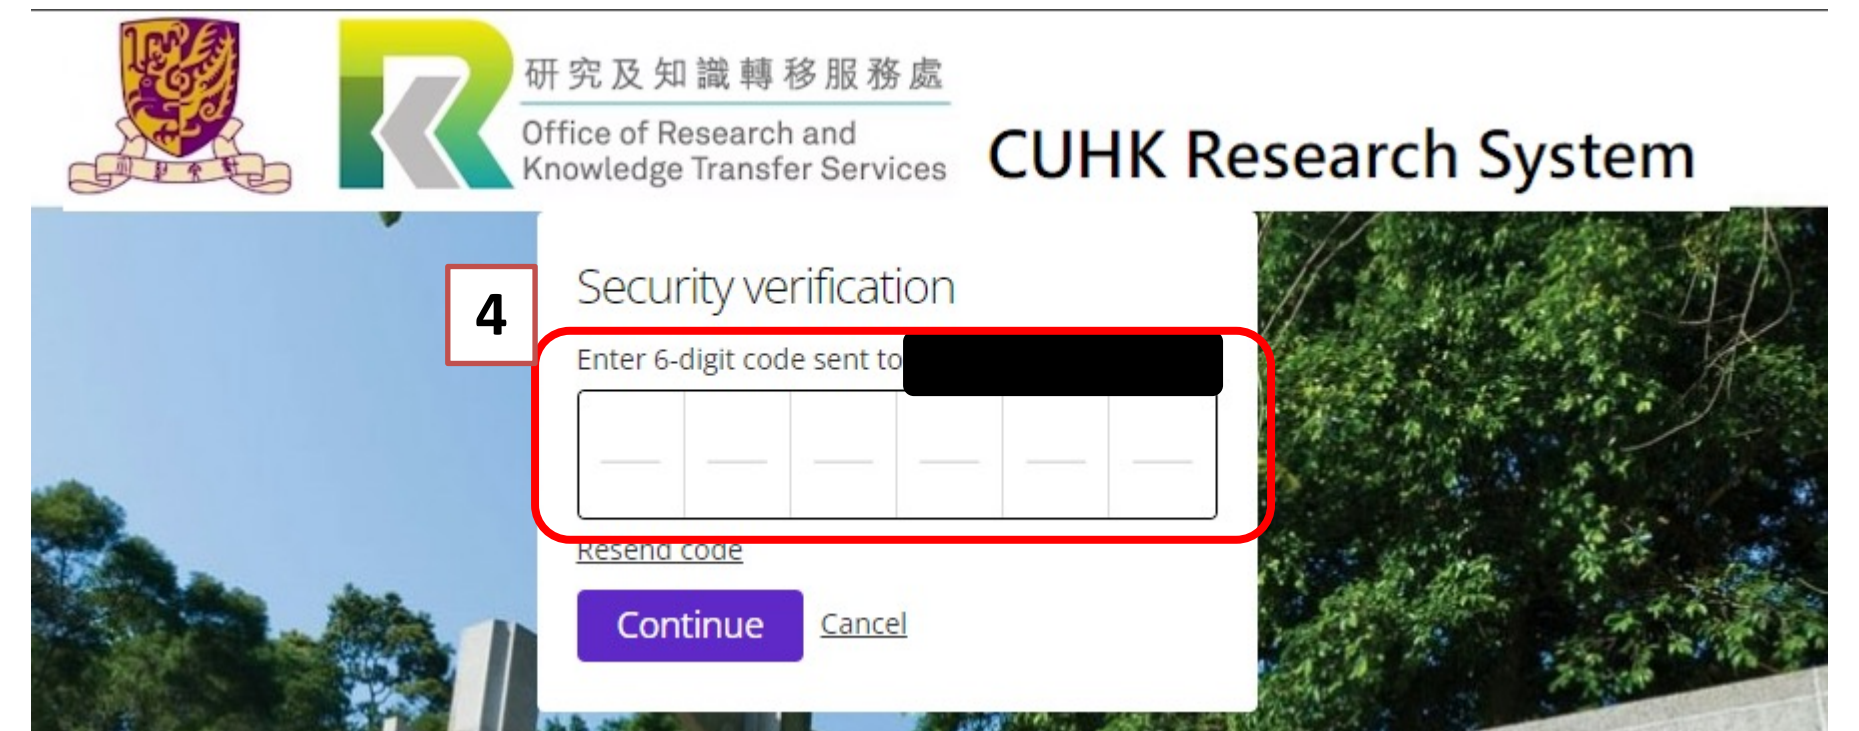 研究及知識轉移服務處
Office of Research and
Knowledge Transfer Services
CUHK Research System
4
Security verification
Enter 6-digit code sent to
Resend code
Continue Cancel